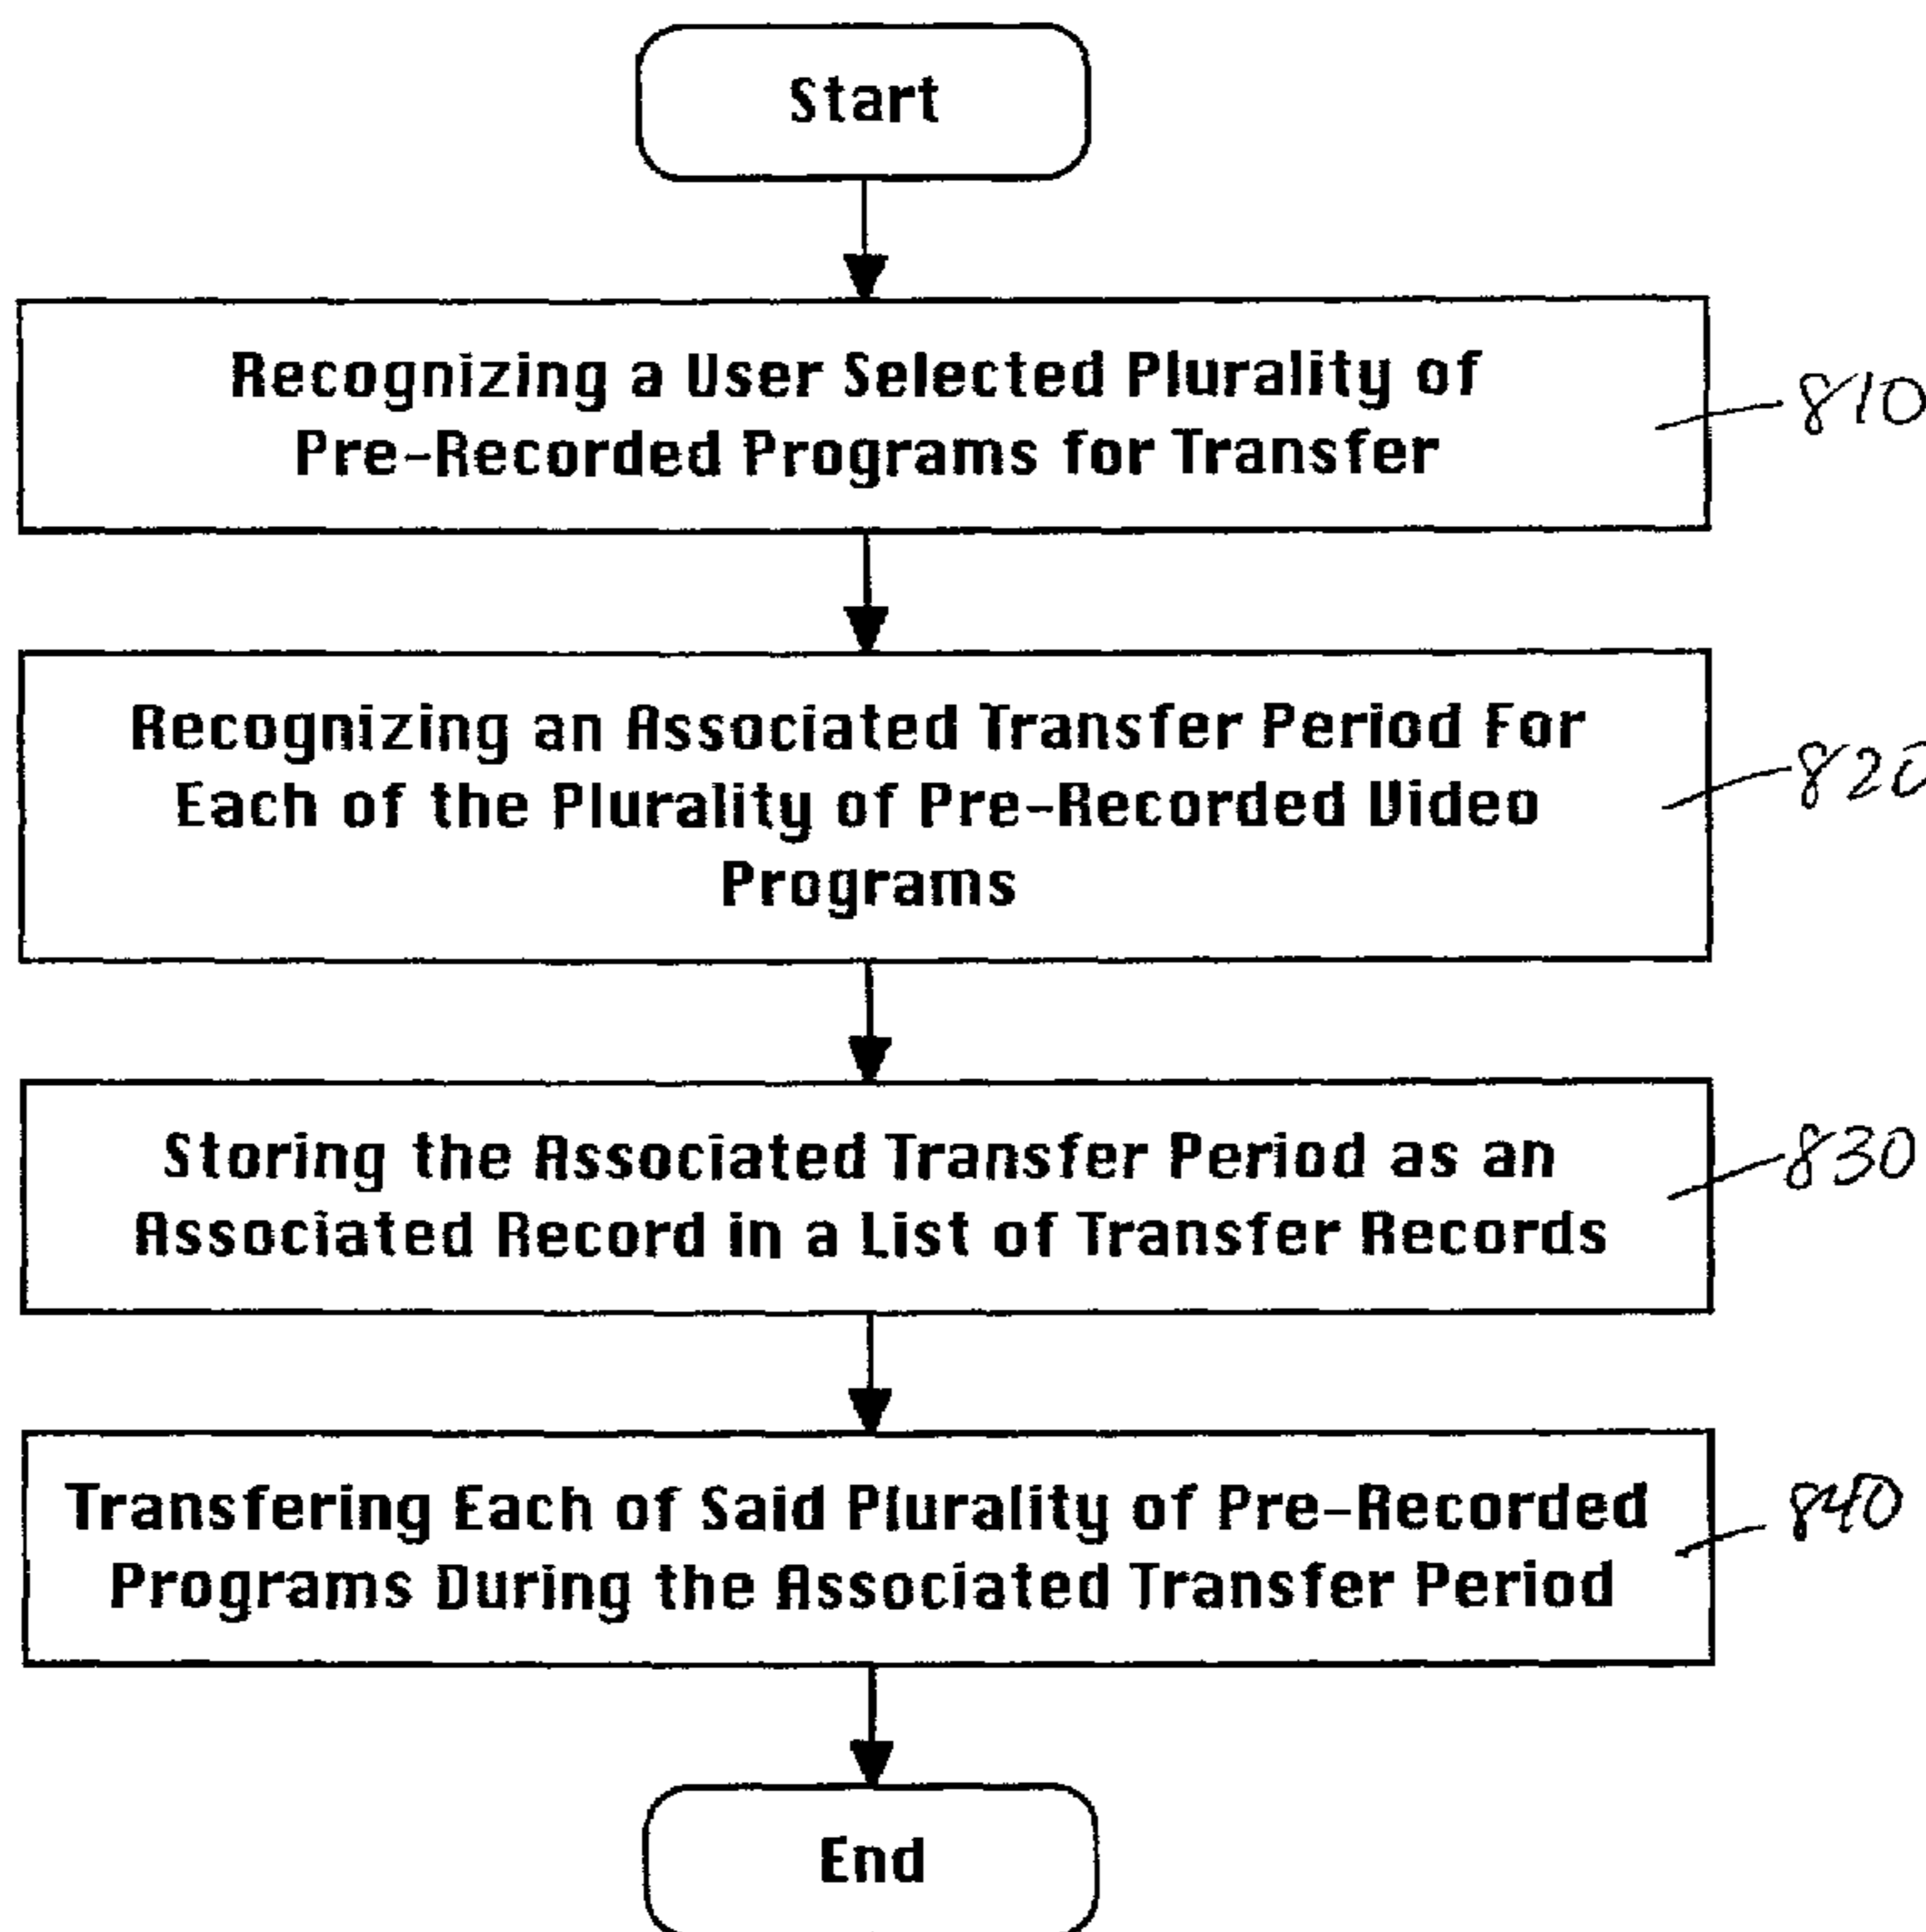 Start
Recognizing a User Selected Plurality of
Pre-Recorded Programs for Transfer
810
Recognizing an Associated Transfer Period For
Each of the Plurality of Pre-Recorded Video
Programs
820
Storing the Associated Transfer Period as an
Associated Record in a List of Transfer Records
830
Transfering Each of Said Plurality of Pre-Recorded
Programs During the Associated Transfer Period
840
End